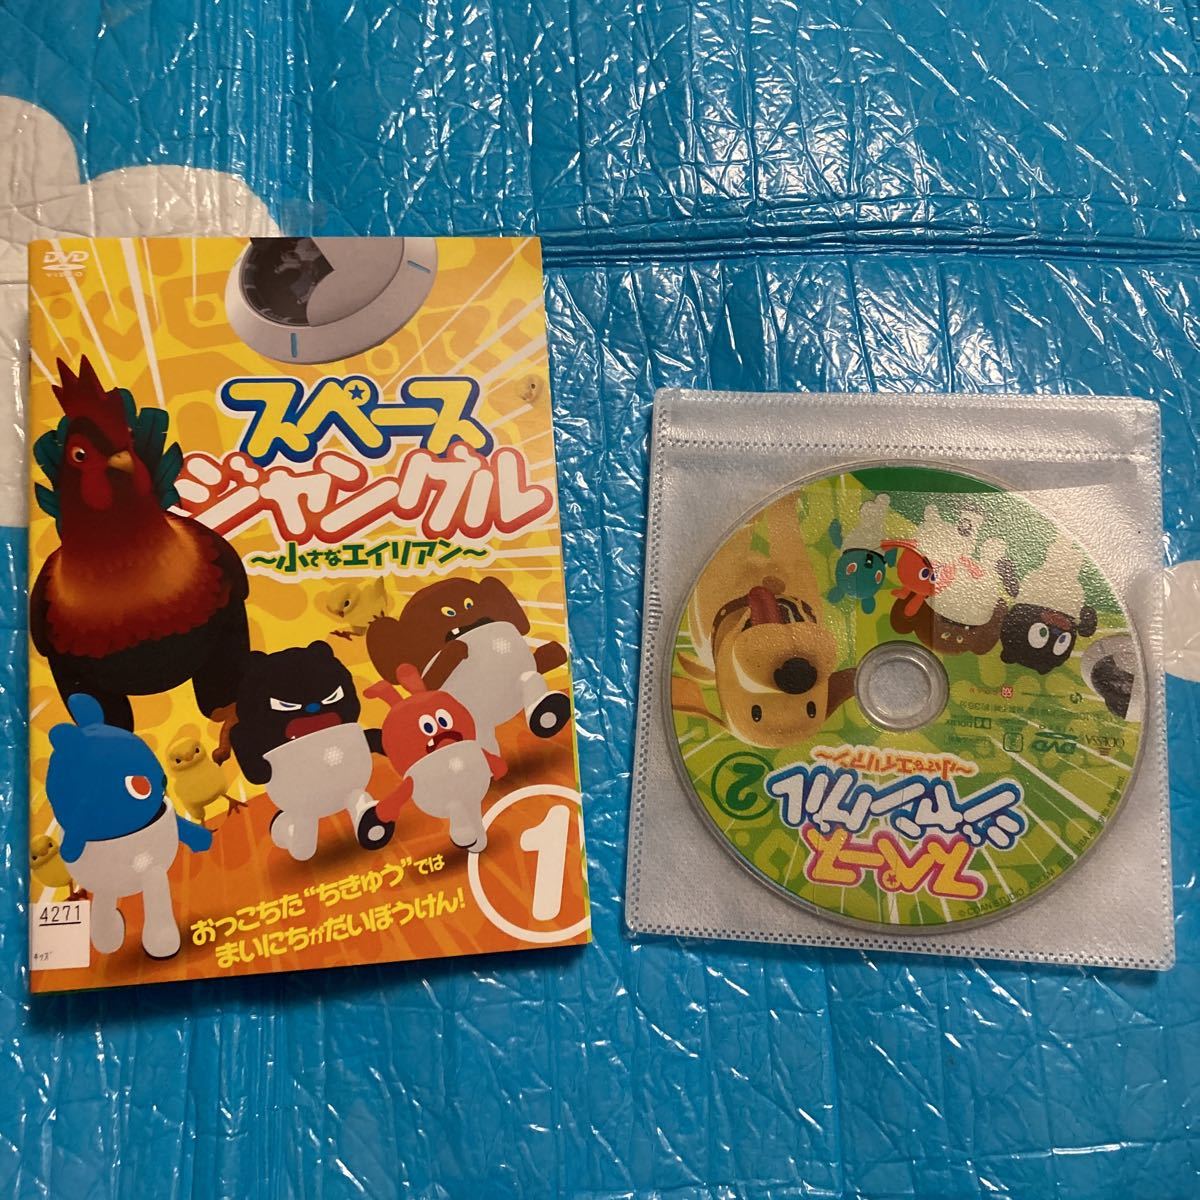 DVD
VIDEO
スペース
ジャングル
～小さなエイリアン～
1
おっこちた“ちきゅう”では
まいにちがだいぼうけん!
4271
キッズ
スペース
ジャングル
～小さなエイリアン～
2
DVD